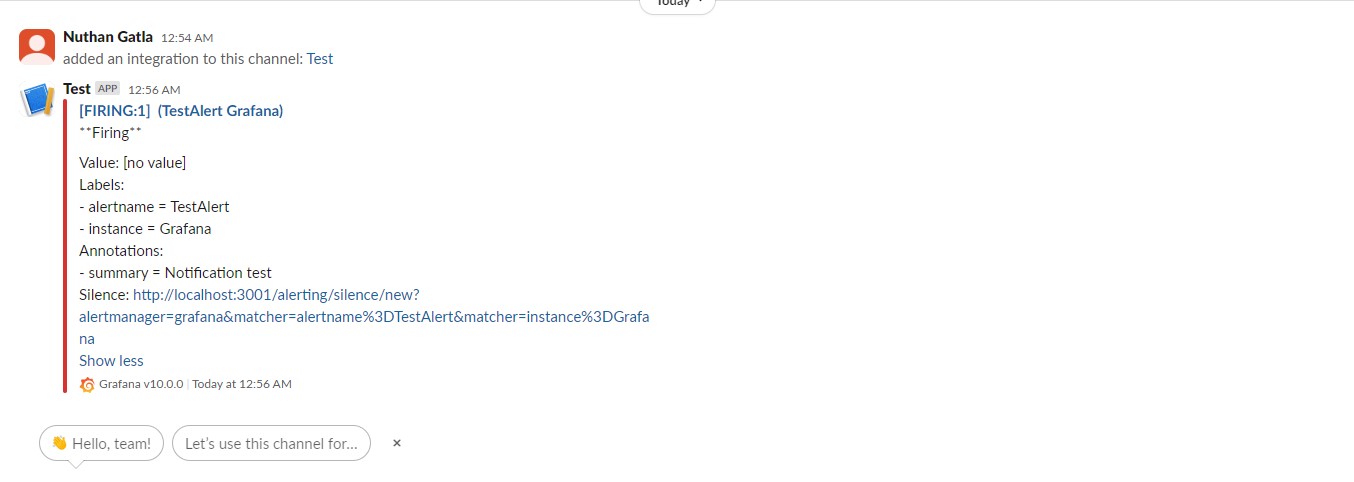 Today
Nuthan Gatla 12:54 AM
added an integration to this channel: Test
Test APP 12:56 AM
[FIRING:1] (TestAlert Grafana)
**Firing**
Value: [no value]
Labels:
- alertname = TestAlert
- instance = Grafana
Annotations:
- summary = Notification test
Silence: http://localhost:3001/alerting/silence/new?
alertmanager=grafana&matcher=alertname%3DTestAlert&matcher=instance%3DGrafa
na
Show less
Grafana v10.0.0 | Today at 12:56 AM
👋 Hello, team! Let's use this channel for... ×